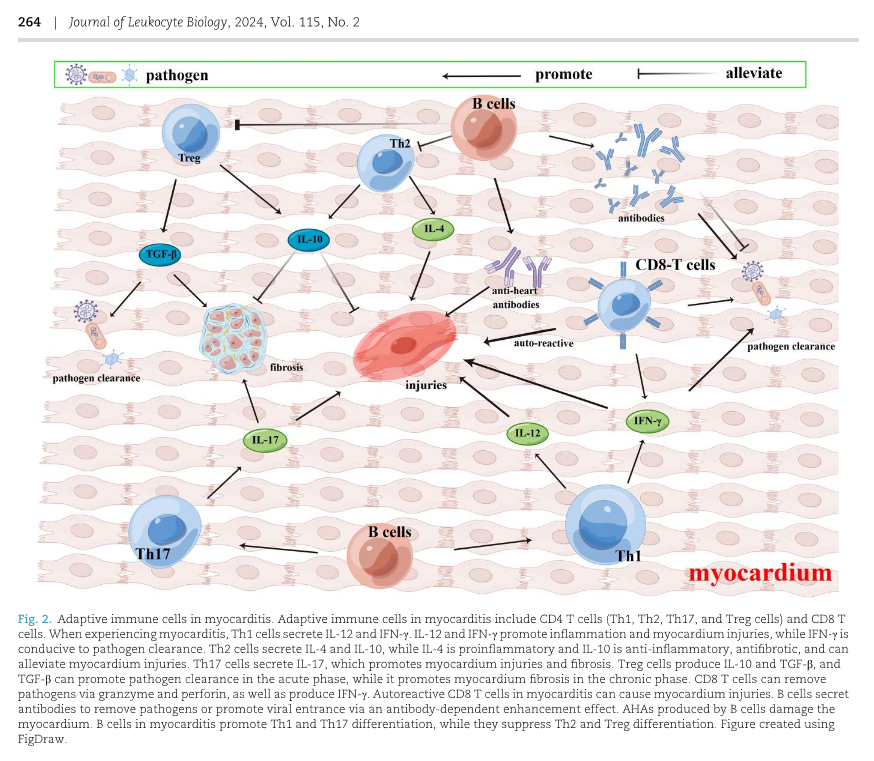 264 | Journal of Leukocyte Biology, 2024, Vol. 115, No. 2
pathogen
promote
alleviate
B cells
Treg
Th2
antibodies
TGF-β
IL-10
IL-4
CD8-T cells
anti-heart
antibodies
auto-reactive
pathogen clearance
pathogen clearance
fibrosis
injuries
IL-17
IL-12
IFN-γ
Th17
B cells
Th1
myocardium
Fig. 2. Adaptive immune cells in myocarditis. Adaptive immune cells in myocarditis include CD4 T cells (Th1, Th2, Th17, and Treg cells) and CD8 T
cells. When experiencing myocarditis, Th1 cells secrete IL-12 and IFN-γ. IL-12 and IFN-γ promote inflammation and myocardium injuries, while IFN-γ is
conducive to pathogen clearance. Th2 cells secrete IL-4 and IL-10, while IL-4 is proinflammatory and IL-10 is anti-inflammatory, antifibrotic, and can
alleviate myocardium injuries. Th17 cells secrete IL-17, which promotes myocardium injuries and fibrosis. Treg cells produce IL-10 and TGF-β, and
TGF-β can promote pathogen clearance in the acute phase, while it promotes myocardium fibrosis in the chronic phase. CD8 T cells can remove
pathogens via granzyme and perforin, as well as produce IFN-γ. Autoreactive CD8 T cells in myocarditis can cause myocardium injuries. B cells secret
antibodies to remove pathogens or promote viral entrance via an antibody-dependent enhancement effect. AHAs produced by B cells damage the
myocardium. B cells in myocarditis promote Th1 and Th17 differentiation, while they suppress Th2 and Treg differentiation. Figure created using
FigDraw.